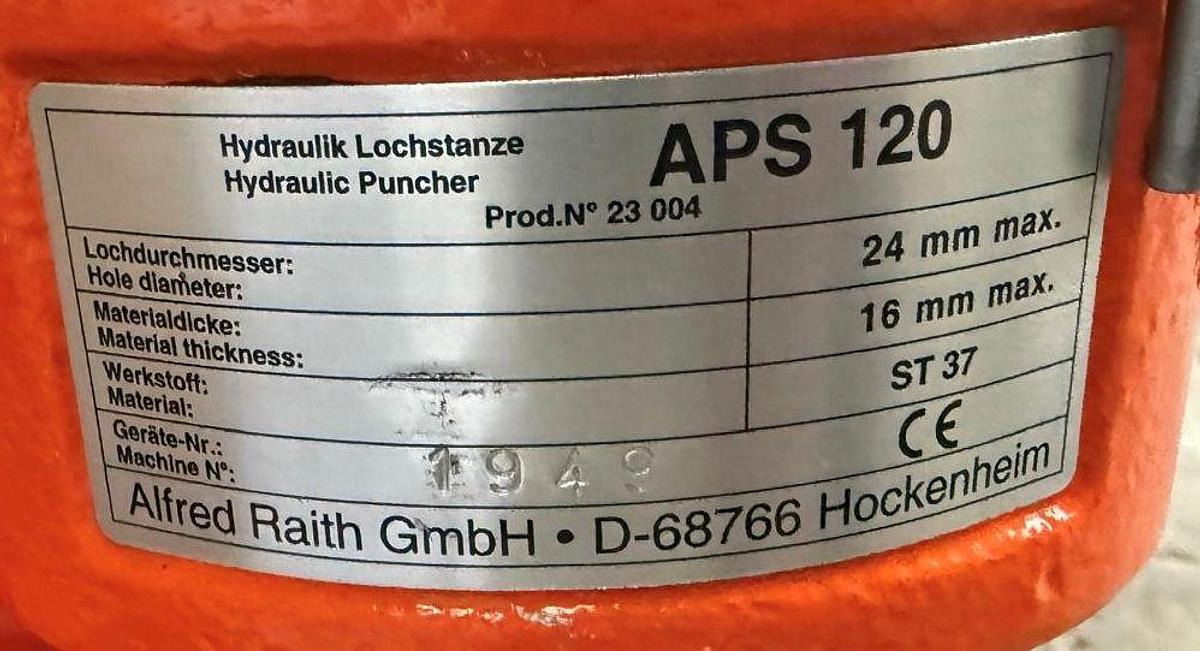 Hydraulik Lochstanze
Hydraulic Puncher
APS 120
Prod.N° 23 004
Lochdurchmesser:
Hole diameter:
24 mm max.
Materialdicke:
Material thickness:
16 mm max.
Werkstoff:
Material:
ST 37
Geräte-Nr.:
Machine N°:
CE
Alfred Raith GmbH • D-68766 Hockenheim